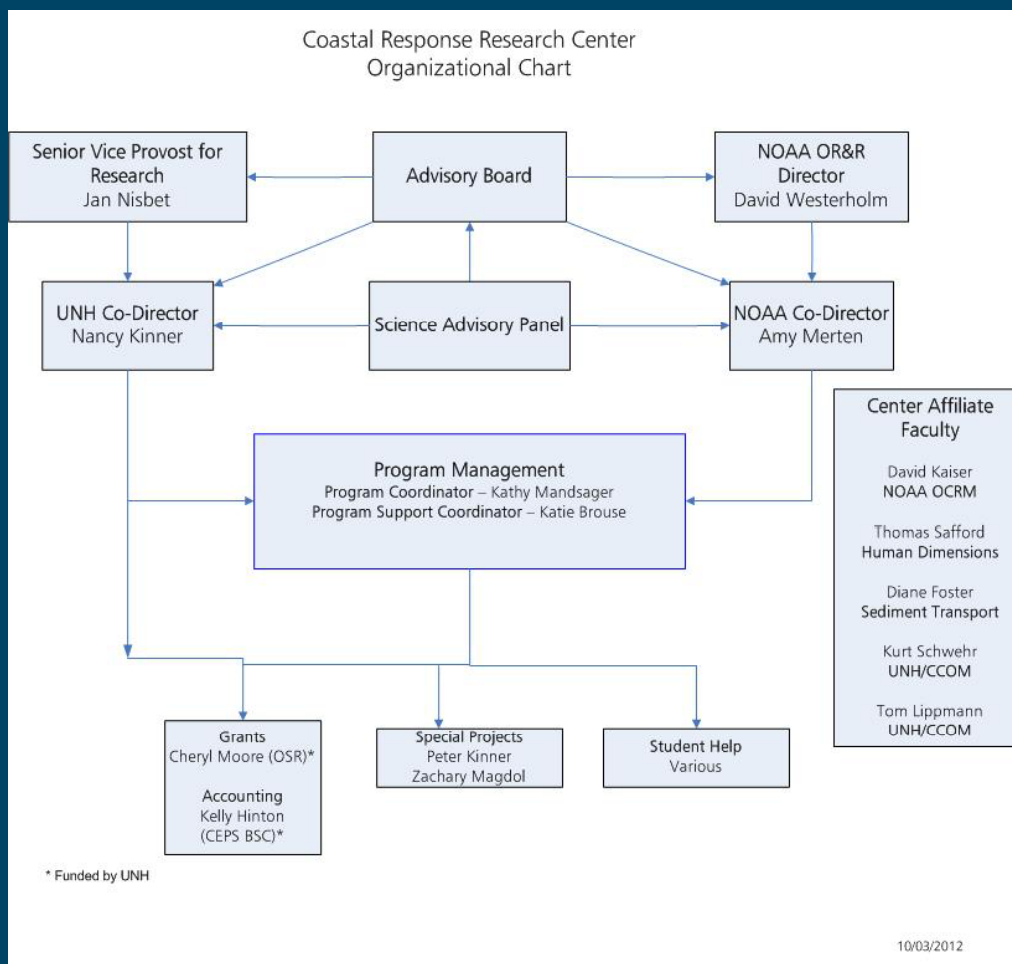 Coastal Response Research Center
Organizational Chart
Senior Vice Provost for
Research
Jan Nisbet
Advisory Board
NOAA OR&R
Director
David Westerholm
UNH Co-Director
Nancy Kinner
Science Advisory Panel
NOAA Co-Director
Amy Merten
Center Affiliate
Faculty
David Kaiser
NOAA OCRM
Thomas Safford
Human Dimensions
Diane Foster
Sediment Transport
Kurt Schwehr
UNH/CCOM
Tom Lippmann
UNH/CCOM
Program Management
Program Coordinator – Kathy Mandsager
Program Support Coordinator – Katie Brouse
Grants
Cheryl Moore (OSR)*
Accounting
Kelly Hinton
(CEPS BSC)*
Special Projects
Peter Kinner
Zachary Magdol
Student Help
Various
* Funded by UNH
10/03/2012